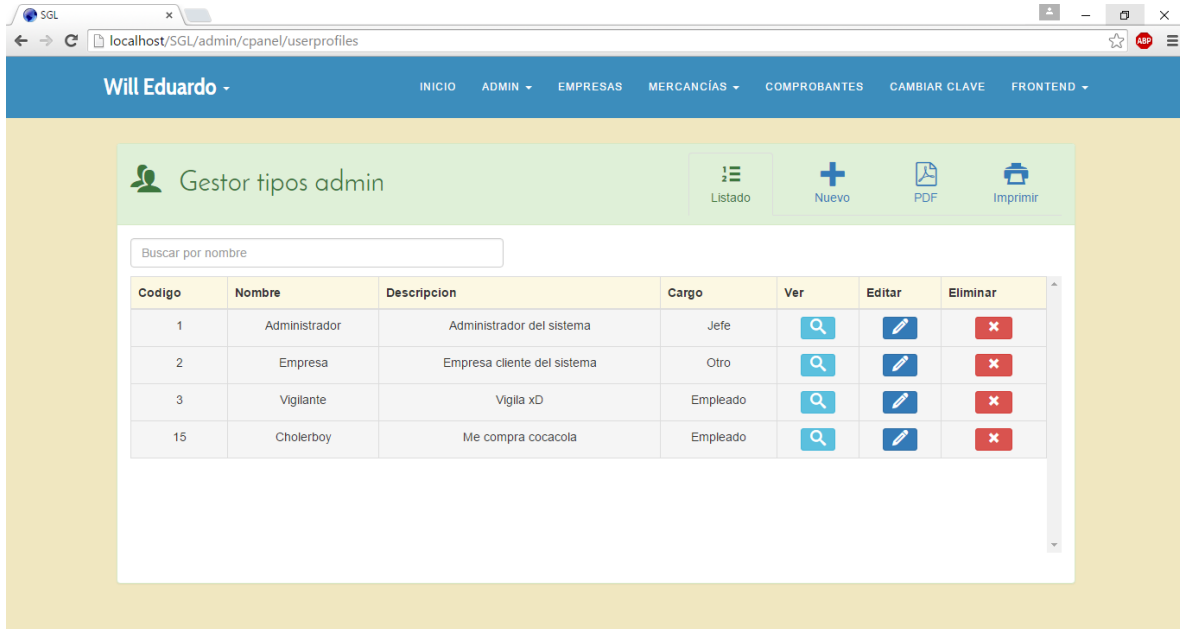 SGL
localhost/SGL/admin/cpanel/userprofiles
ABP
Will Eduardo
INICIO ADMIN EMPRESAS MERCANCÍAS COMPROBANTES CAMBIAR CLAVE FRONTEND
Gestor tipos admin
Listado Nuevo PDF Imprimir
Buscar por nombre
Codigo Nombre Descripcion Cargo Ver Editar Eliminar
1 Administrador Administrador del sistema Jefe
2 Empresa Empresa cliente del sistema Otro
3 Vigilante Vigila xD Empleado
15 Cholerboy Me compra cocacola Empleado